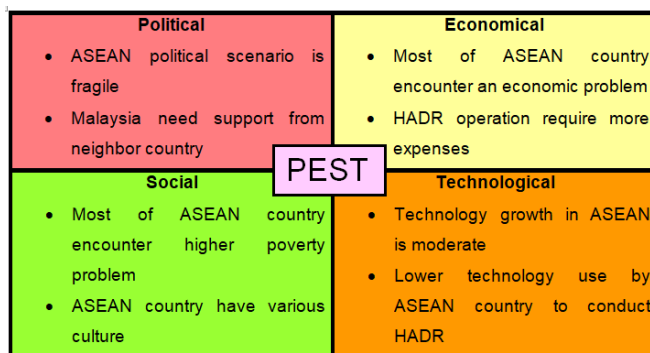 Political
• ASEAN political scenario is
fragile
• Malaysia need support from
neighbor country
Economical
• Most of ASEAN country
encounter an economic problem
• HADR operation require more
expenses
PEST
Social
• Most of ASEAN country
encounter higher poverty
problem
• ASEAN country have various
culture
Technological
• Technology growth in ASEAN
is moderate
• Lower technology use by
ASEAN country to conduct
HADR